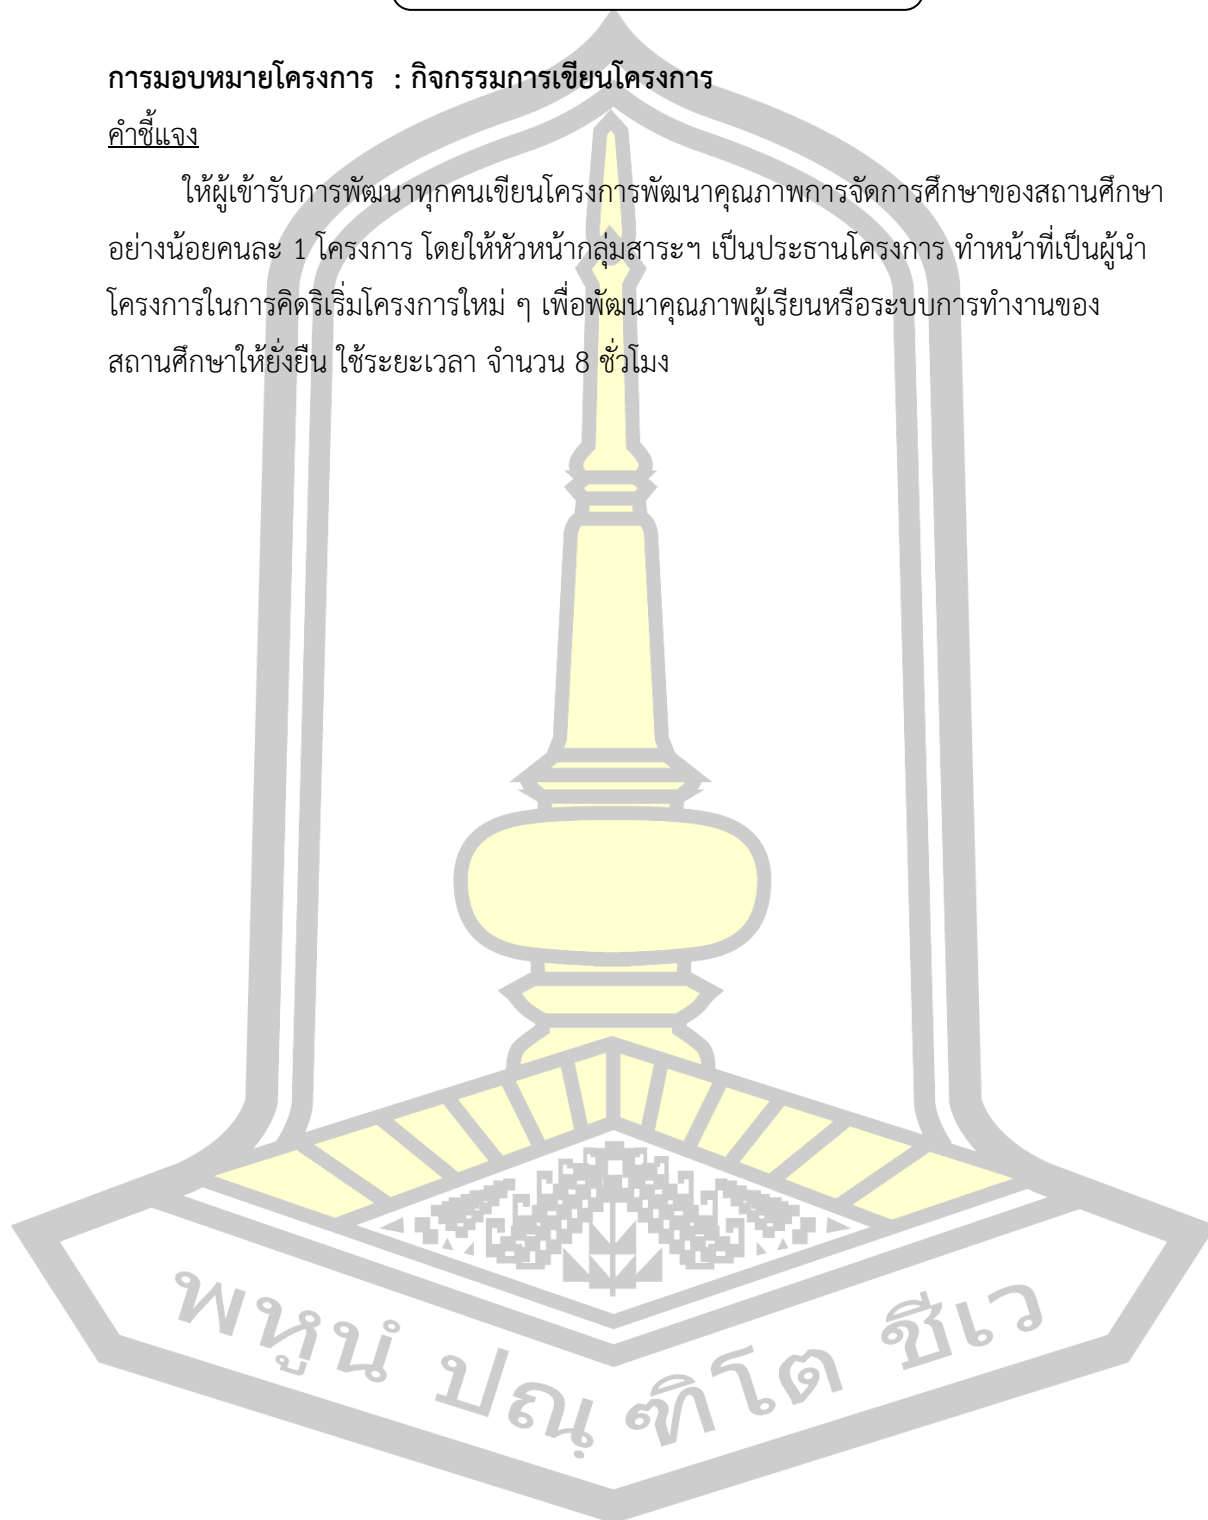 การมอบหมายโครงการ : กิจกรรมการเขียนโครงการ
คำชี้แจง
ให้ผู้เข้ารับการพัฒนาทุกคนเขียนโครงการพัฒนาคุณภาพการจัดการศึกษาของสถานศึกษา
อย่างน้อยคนละ 1 โครงการ โดยให้หัวหน้ากลุ่มสาระฯ เป็นประธานโครงการ ทำหน้าที่เป็นผู้นำ
โครงการในการคิดริเริ่มโครงการใหม่ ๆ เพื่อพัฒนาคุณภาพผู้เรียนหรือระบบการทำงานของ
สถานศึกษาให้ยั่งยืน ใช้ระยะเวลา จำนวน 8 ชั่วโมง
พหูนํ ปณฺฑิโต ชีเว